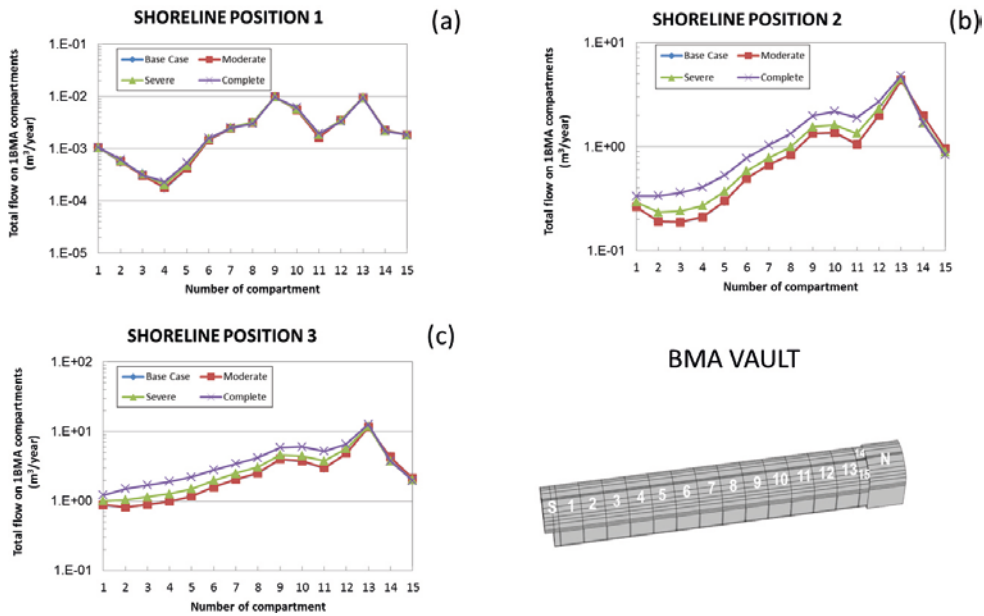 SHORELINE POSITION 1
(a)
Base Case Moderate
Severe Complete
Total flow on 1BMA compartments
(m³/year)
1.E-01
1.E-02
1.E-03
1.E-04
1.E-05
1 2 3 4 5 6 7 8 9 10 11 12 13 14 15
Number of compartment
SHORELINE POSITION 2
(b)
Base Case Moderate
Severe Complete
Total flow on 1BMA compartments
(m³/year)
1.E+01
1.E+00
1.E-01
1 2 3 4 5 6 7 8 9 10 11 12 13 14 15
Number of compartment
SHORELINE POSITION 3
(c)
Base Case Moderate
Severe Complete
Total flow on 1BMA compartments
(m³/year)
1.E+02
1.E+01
1.E+00
1.E-01
1 2 3 4 5 6 7 8 9 10 11 12 13 14 15
Number of compartment
BMA VAULT
S 1 2 3 4 5 6 7 8 9 10 11 12 13 14 15 N